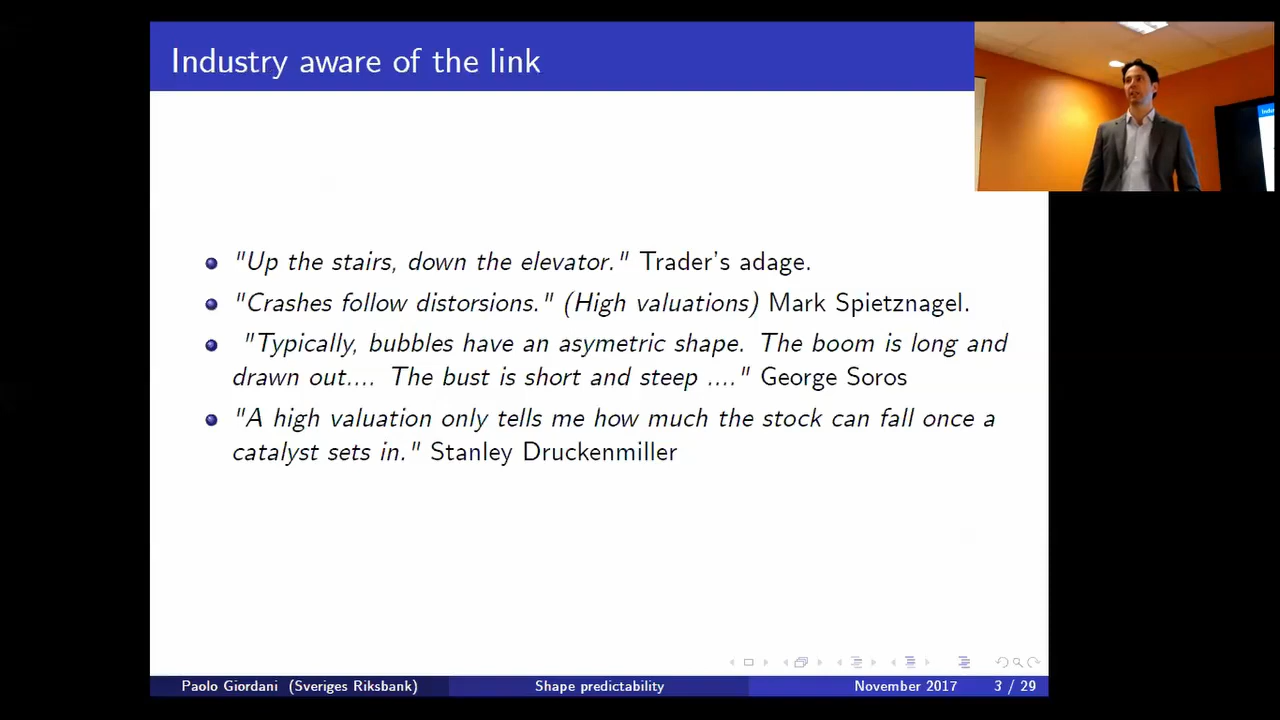 Industry aware of the link
"Up the stairs, down the elevator." Trader's adage.
"Crashes follow distorsions." (High valuations) Mark Spietznagel.
"Typically, bubbles have an asymetric shape. The boom is long and
drawn out.... The bust is short and steep ...." George Soros
"A high valuation only tells me how much the stock can fall once a
catalyst sets in." Stanley Druckenmiller
Paolo Giordani (Sveriges Riksbank) Shape predictability November 2017 3 / 29